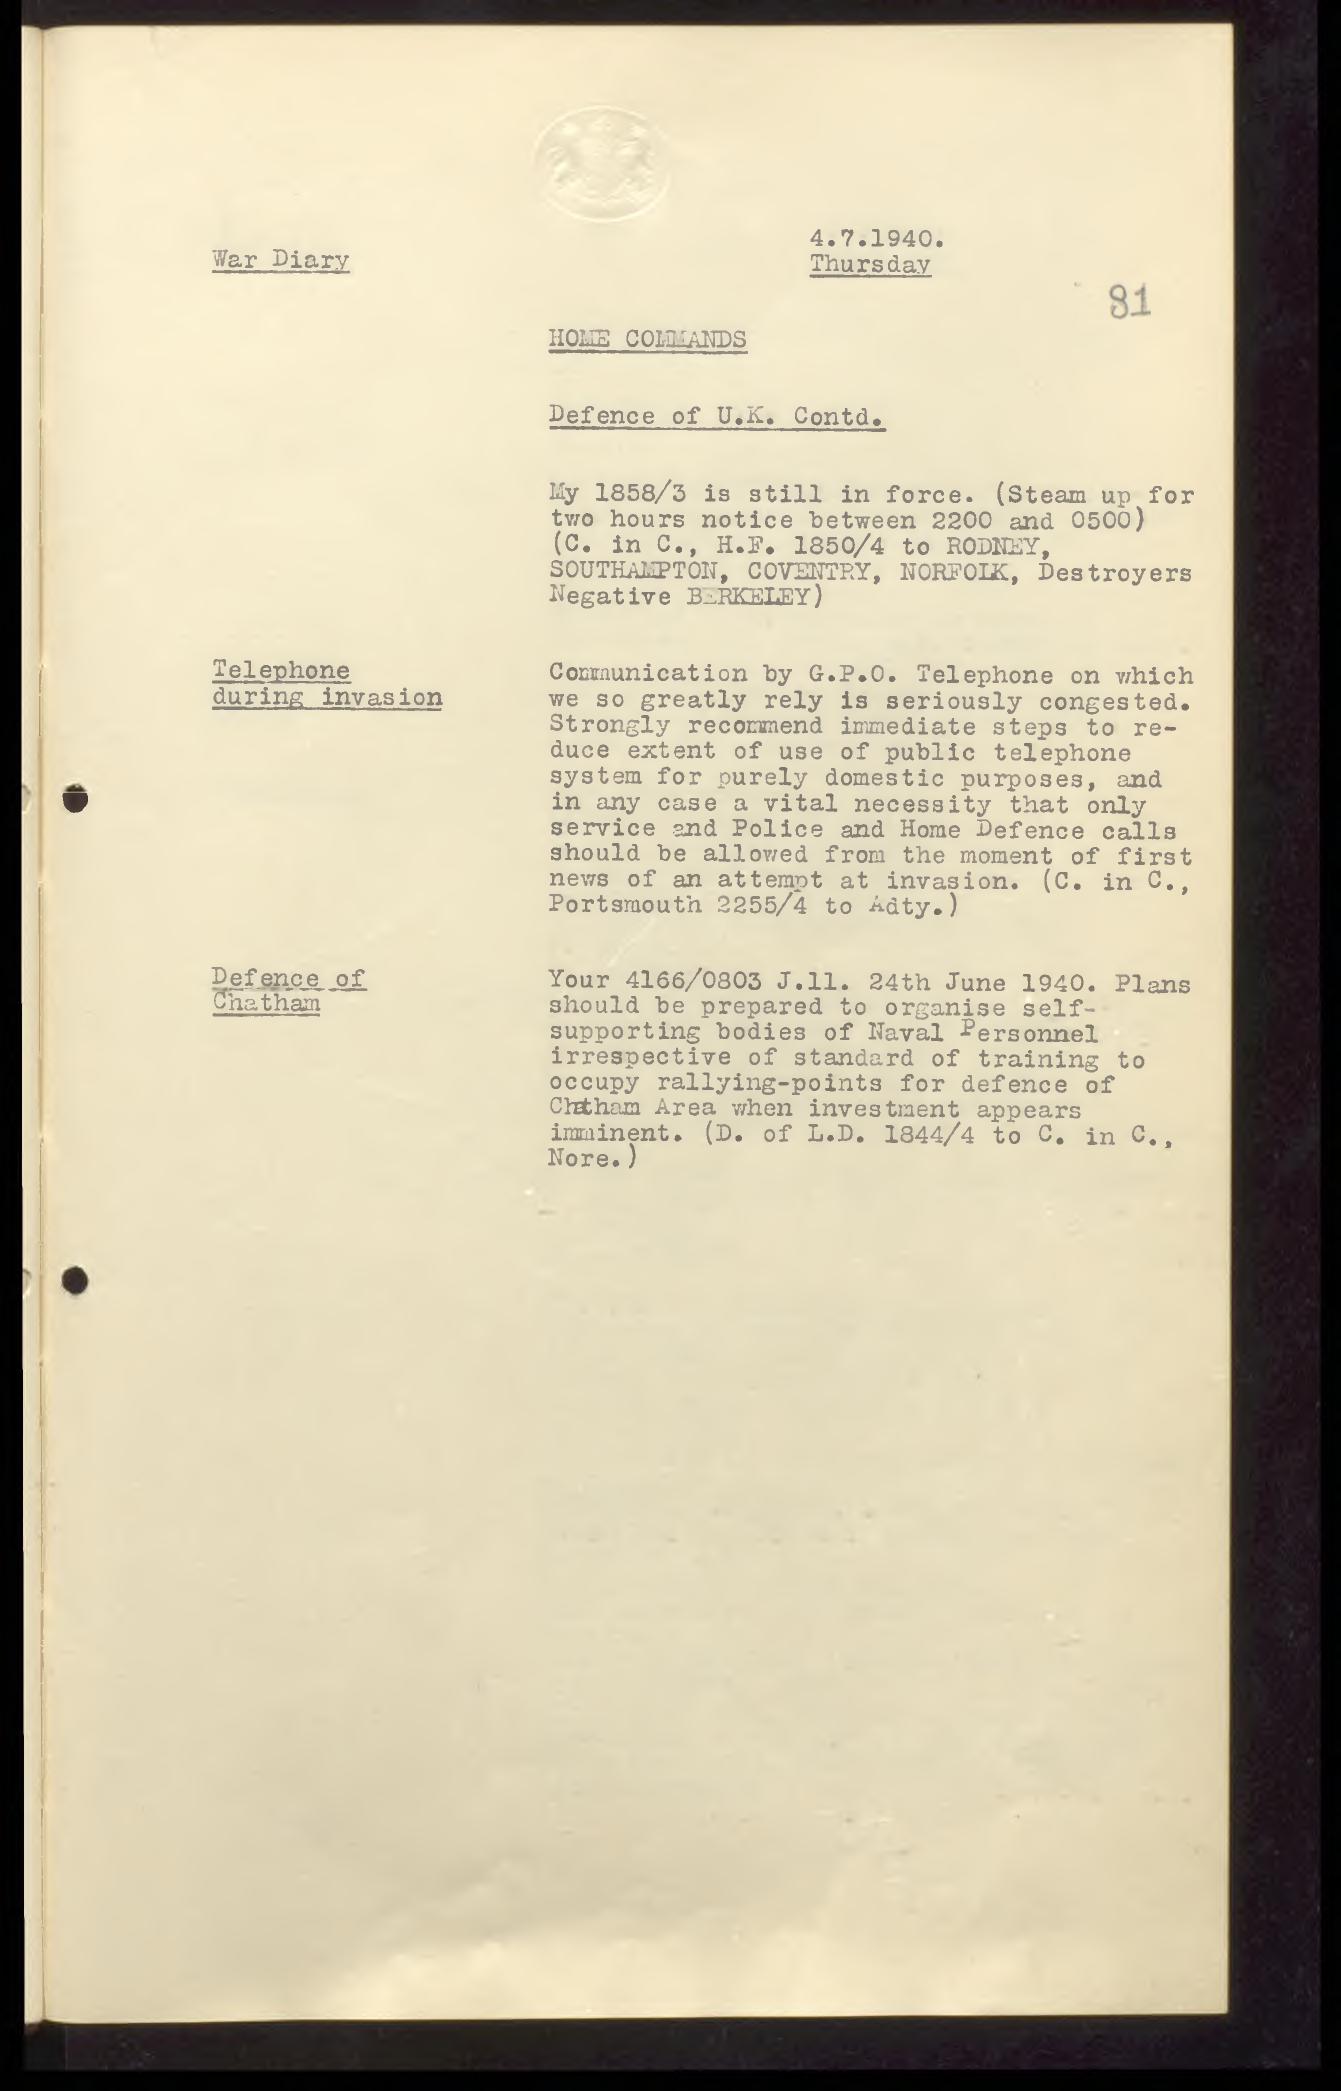 4.7.1940.
War Diary
Thursday
81
HOME COMMANDS
Defence of U.K. Contd.
My 1858/3 is still in force. (Steam up for
two hours notice between 2200 and 0500)
(C. in C., H.F. 1850/4 to RODNEY,
SOUTHAMPTON, COVENTRY, NORFOLK, Destroyers
Negative BERKELEY)
Telephone
during invasion
Communication by G.P.O. Telephone on which
we so greatly rely is seriously congested.
Strongly recommend immediate steps to re-
duce extent of use of public telephone
system for purely domestic purposes, and
in any case a vital necessity that only
service and Police and Home Defence calls
should be allowed from the moment of first
news of an attempt at invasion. (C. in C.,
Portsmouth 2255/4 to Adty.)
Defence of
Chatham
Your 4166/0803 J.11. 24th June 1940. Plans
should be prepared to organise self-
supporting bodies of Naval Personnel
irrespective of standard of training to
occupy rallying-points for defence of
Chatham Area when investment appears
imminent. (D. of L.D. 1844/4 to C. in C.,
Nore.)